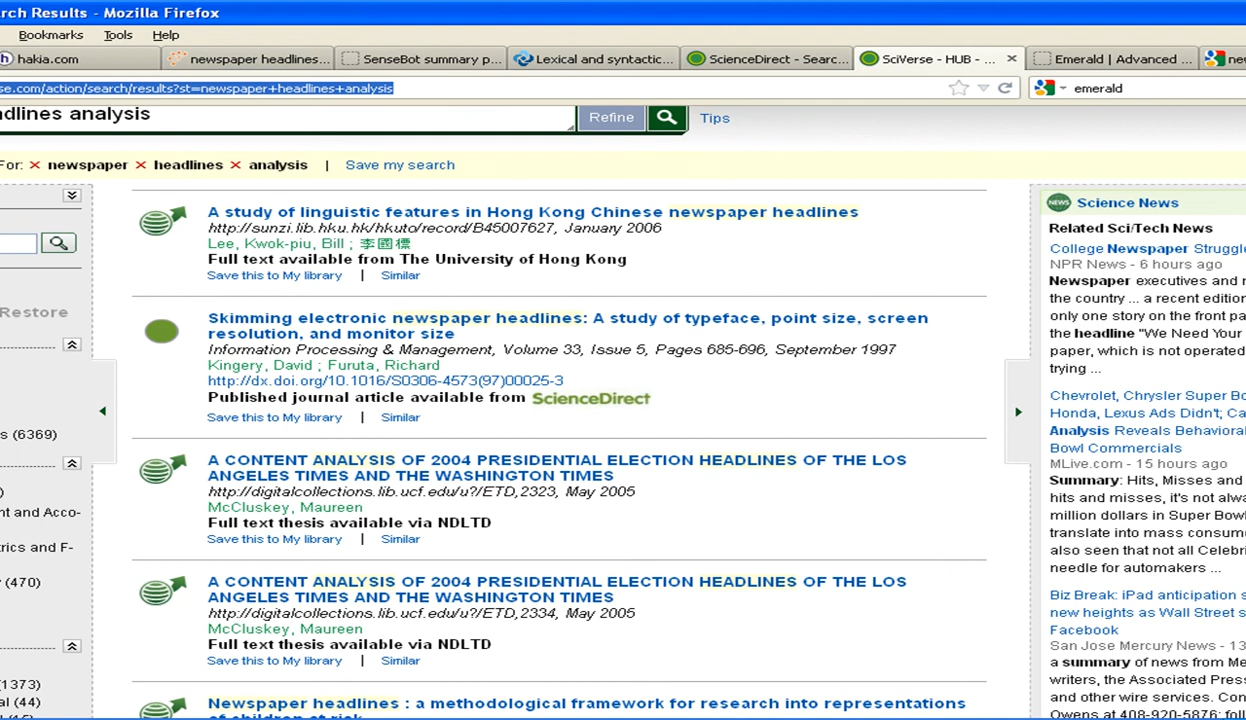 rch Results - Mozilla Firefox
Bookmarks Tools Help
hakia.com newspaper headlines... SenseBot summary p... Lexical and syntactic... ScienceDirect - Searc... SciVerse - HUB - ... Emerald | Advanced ... new
se.com/action/search/results?st=newspaper+headlines+analysis emerald
dlines analysis Refine Tips
For: newspaper headlines analysis | Save my search
A study of linguistic features in Hong Kong Chinese newspaper headlines
http://sunzi.lib.hku.hk/hkuto/record/B45007627, January 2006
Lee, Kwok-piu, Bill ; 李國標
Full text available from The University of Hong Kong
Save this to My library | Similar
Restore
Skimming electronic newspaper headlines: A study of typeface, point size, screen
resolution, and monitor size
Information Processing & Management, Volume 33, Issue 5, Pages 685-696, September 1997
Kingery, David ; Furuta, Richard
http://dx.doi.org/10.1016/S0306-4573(97)00025-3
Published journal article available from ScienceDirect
Save this to My library | Similar
s (6369)
A CONTENT ANALYSIS OF 2004 PRESIDENTIAL ELECTION HEADLINES OF THE LOS
ANGELES TIMES AND THE WASHINGTON TIMES
http://digitalcollections.lib.ucf.edu/u?/ETD,2323, May 2005
McCluskey, Maureen
Full text thesis available via NDLTD
Save this to My library | Similar
)
nt and Acco-
trics and F-
(470)
A CONTENT ANALYSIS OF 2004 PRESIDENTIAL ELECTION HEADLINES OF THE LOS
ANGELES TIMES AND THE WASHINGTON TIMES
http://digitalcollections.lib.ucf.edu/u?/ETD,2334, May 2005
McCluskey, Maureen
Full text thesis available via NDLTD
Save this to My library | Similar
1373)
al (44)
Newspaper headlines : a methodological framework for research into representations
of children at risk
NEWS Science News
Related Sci/Tech News
College Newspaper Struggle
NPR News - 6 hours ago
Newspaper executives and
the country ... a recent edition
only one story on the front pa
the headline "We Need Your
paper, which is not operated
trying ...
Chevrolet, Chrysler Super Bo
Honda, Lexus Ads Didn't; Ca
Analysis Reveals Behavioral
Bowl Commercials
MLive.com - 15 hours ago
Summary: Hits, Misses and
hits and misses, it's not alwa
million dollars in Super Bowl
translate into mass consum
also seen that not all Celebri
needle for automakers ...
Biz Break: iPad anticipation s
new heights as Wall Street s
Facebook
San Jose Mercury News - 13
a summary of news from Me
writers, the Associated Press
and other wire services. Con
Owens at 408-920-5876; foll